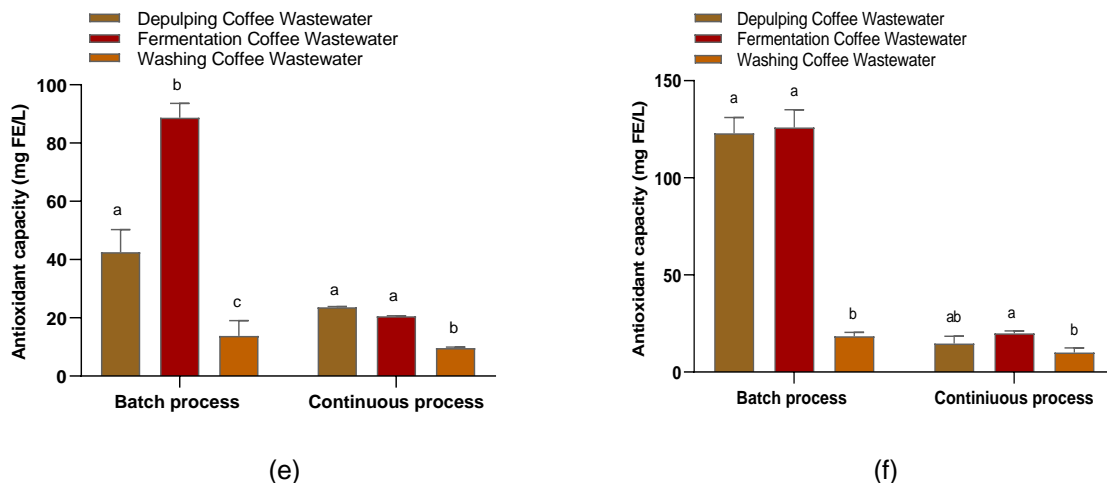 Depulping Coffee Wastewater
Fermentation Coffee Wastewater
Washing Coffee Wastewater
Antioxidant capacity (mg FE/L)
100
80
60
40
20
0
a
b
c
a
a
b
Batch process
Continuous process
(e)
Depulping Coffee Wastewater
Fermentation Coffee Wastewater
Washing Coffee Wastewater
Antioxidant capacity (mg FE/L)
150
100
50
0
a
a
b
ab
a
b
Batch process
Continiuous process
(f)